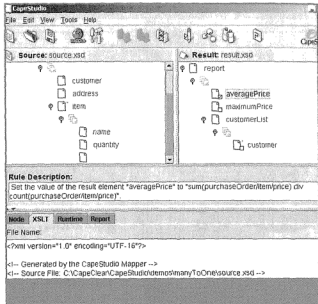 CapeStudio
File Edit View Tools Help
CapeS
Source: source.xsd
Result: result.xsd
customer
address
item
name
quantity
report
averagePrice
maximumPrice
customerList
customer
Rule Description:
Set the value of the result element "averagePrice" to "sum(purchaseOrder/item/price) div
count(purchaseOrder/item/price)".
Node XSLT Runtime Report
File Name:
<?xml version="1.0" encoding="UTF-16"?>
<!-- Generated by the CapeStudio Mapper -->
<!-- Source File: C:\CapeClear\CapeStudio\demos\manyToOne\source.xsd -->